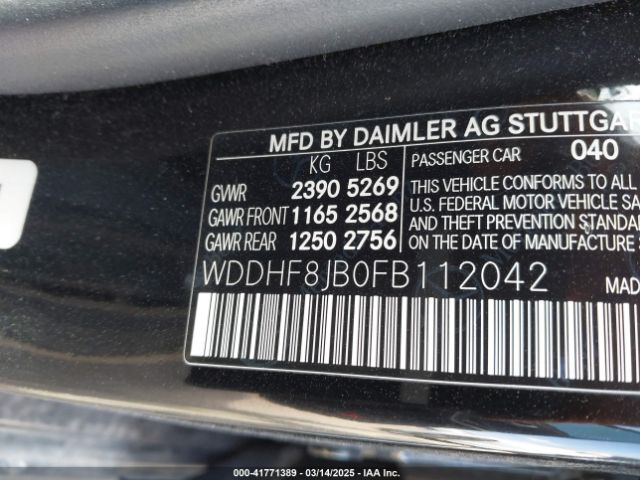 MFD BY DAIMLER AG STUTTGAR
KG LBS
PASSENGER CAR 040
GVWR 2390 5269
GAWR FRONT 1165 2568
GAWR REAR 1250 2756
THIS VEHICLE CONFORMS TO ALL
U.S. FEDERAL MOTOR VEHICLE SA
AND THEFT PREVENTION STANDA
ON THE DATE OF MANUFACTURE S
WDDHF8JB0FB112042
MAD
000-41771389 - 03/14/2025 - IAA Inc.